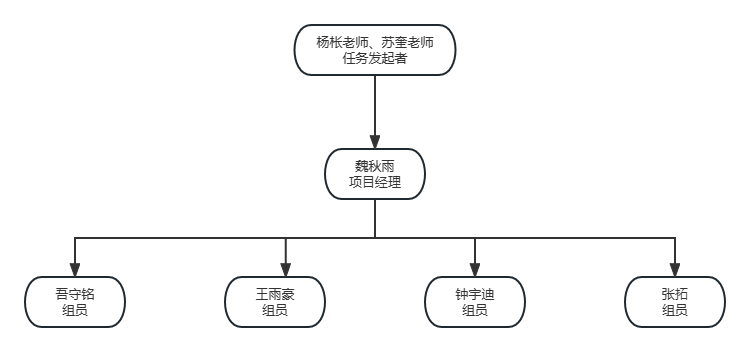 杨枨老师、苏奎老师
任务发起者
魏秋雨
项目经理
吾守铭
组员
王雨豪
组员
钟宇迪
组员
张拓
组员